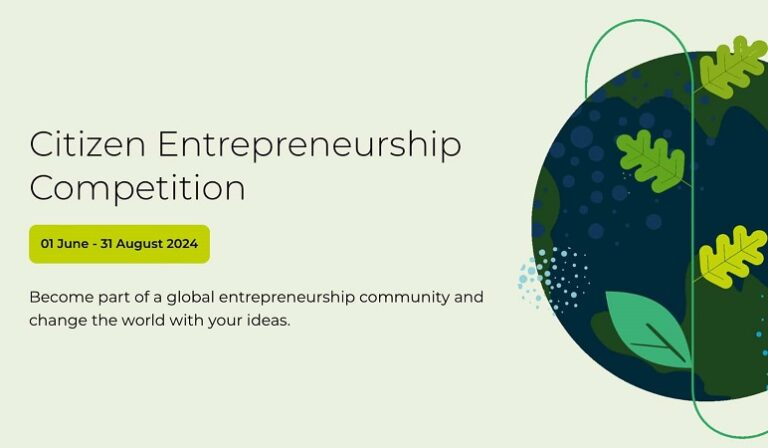 Citizen Entrepreneurship
Competition
01 June - 31 August 2024
Become part of a global entrepreneurship community and
change the world with your ideas.